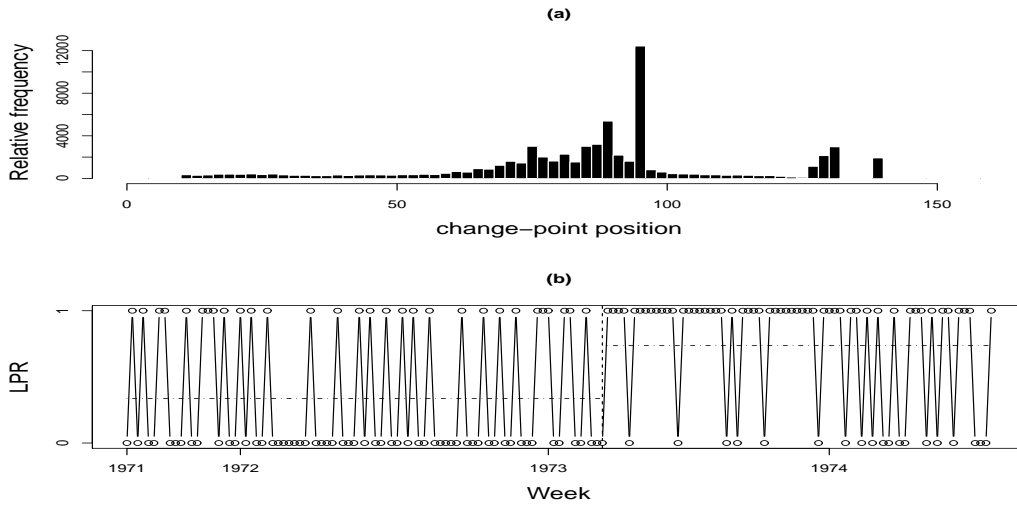 (a)
Relative frequency
12000
8000
4000
0
0 50 100 150
change−point position
(b)
LPR
1
0
1971 1972 1973 1974
Week